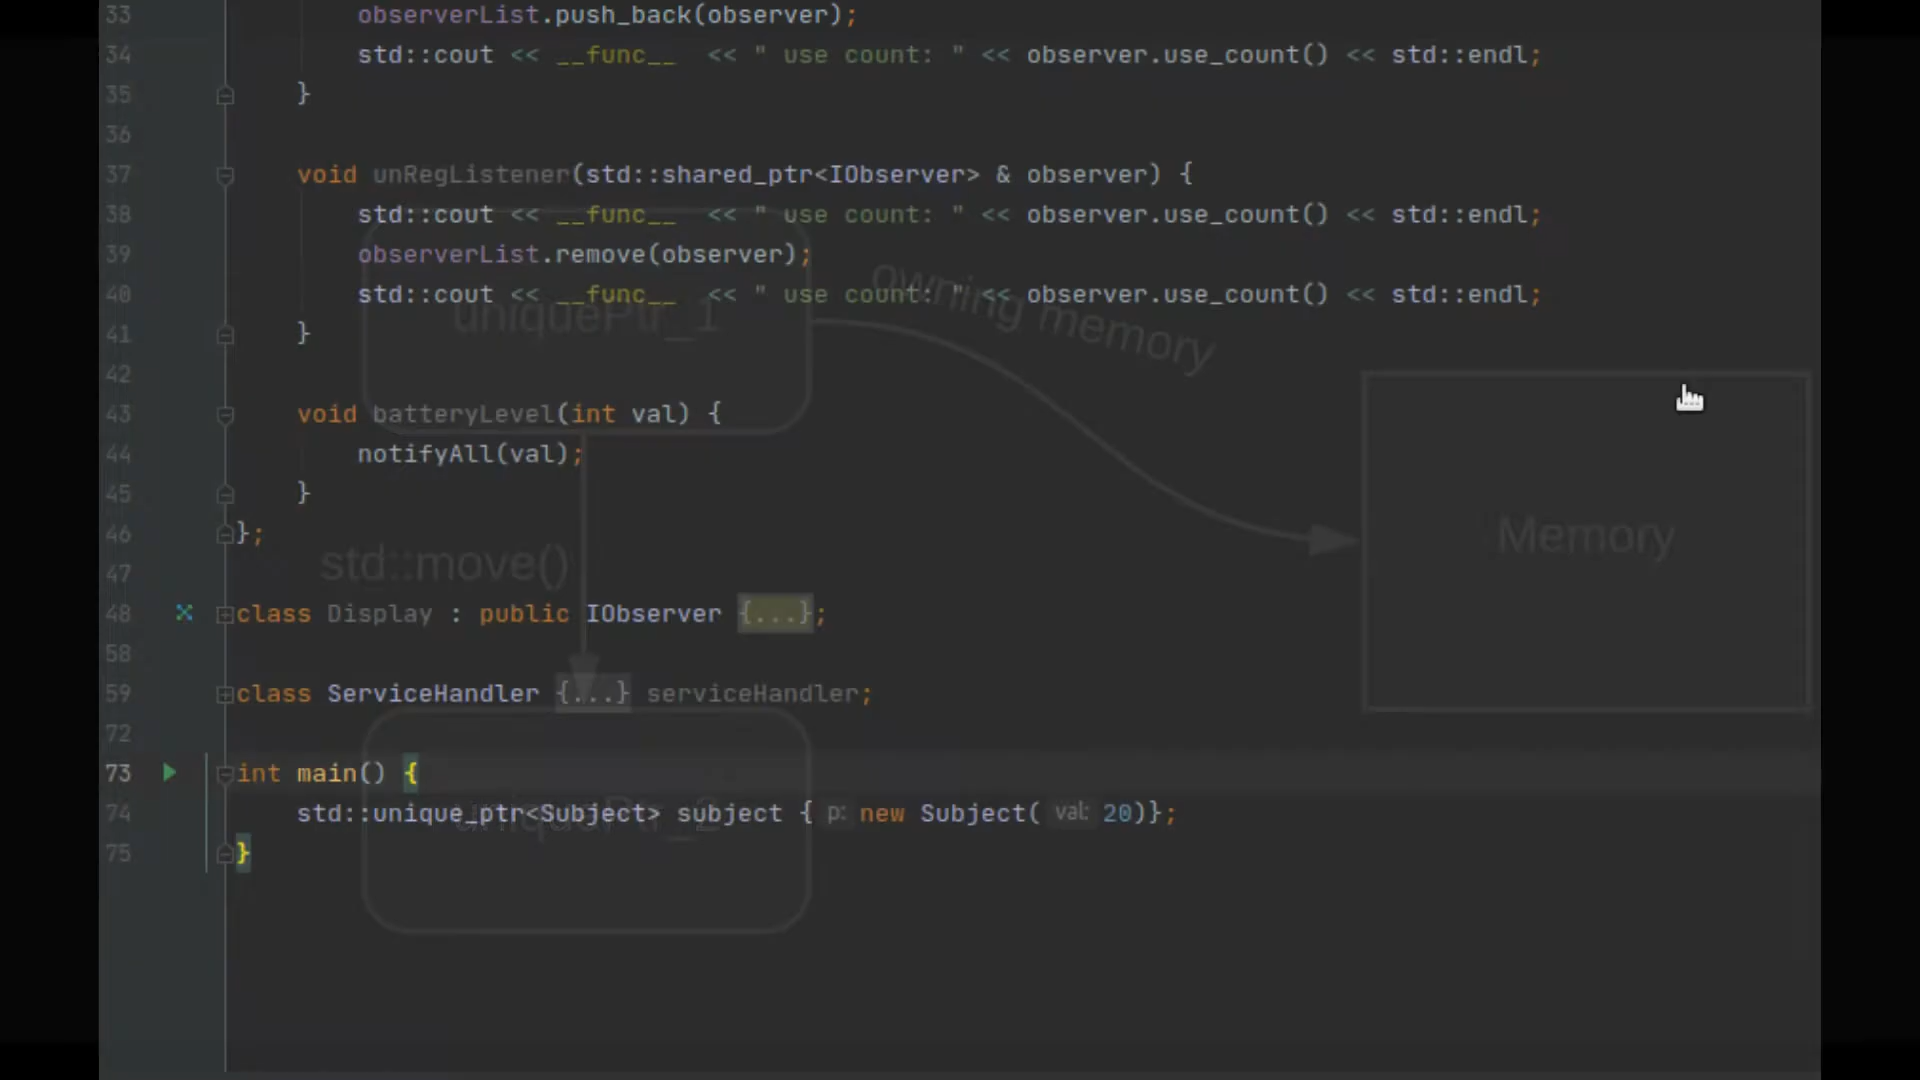 33 observerList.push_back(observer);
34 std::cout << __func__ << " use count: " << observer.use_count() << std::endl;
35 }
36
37 void unRegListener(std::shared_ptr<IObserver> & observer) {
38 std::cout << __func__ << " use count: " << observer.use_count() << std::endl;
39 observerList.remove(observer);
owning memory
40 std::cout << __func__ << " use count: " << observer.use_count() << std::endl;
uniquePtr_1
41 }
42
43 void batteryLevel(int val) {
44 notifyAll(val);
45 }
46 };
Memory
std::move()
47
48 class Display : public IObserver {...};
58
59 class ServiceHandler {...} serviceHandler;
72
73 int main() {
74 std::unique_ptr<Subject> subject { p: new Subject( val: 20)};
uniquePtr_2
75 }